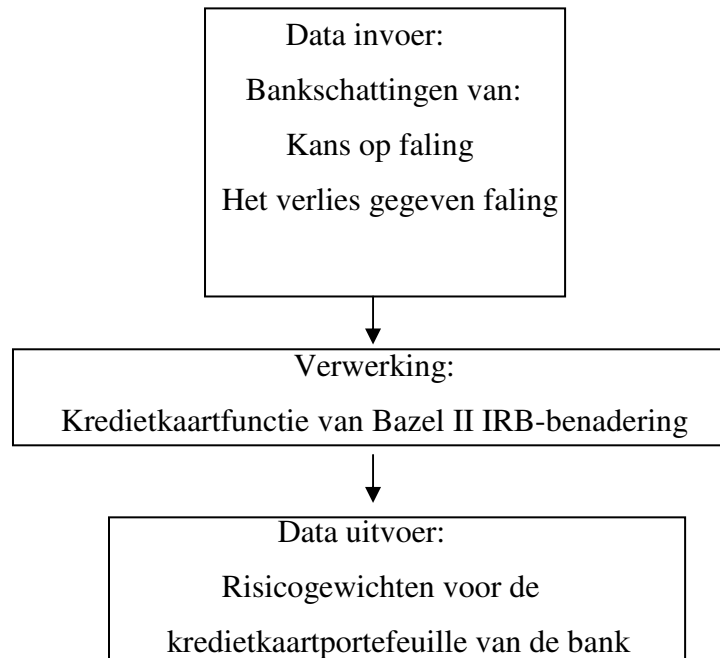 Data invoer:
Bankschattingen van:
Kans op faling
Het verlies gegeven faling
Verwerking:
Kredietkaartfunctie van Bazel II IRB-benadering
Data uitvoer:
Risicogewichten voor de
kredietkaartportefeuille van de bank